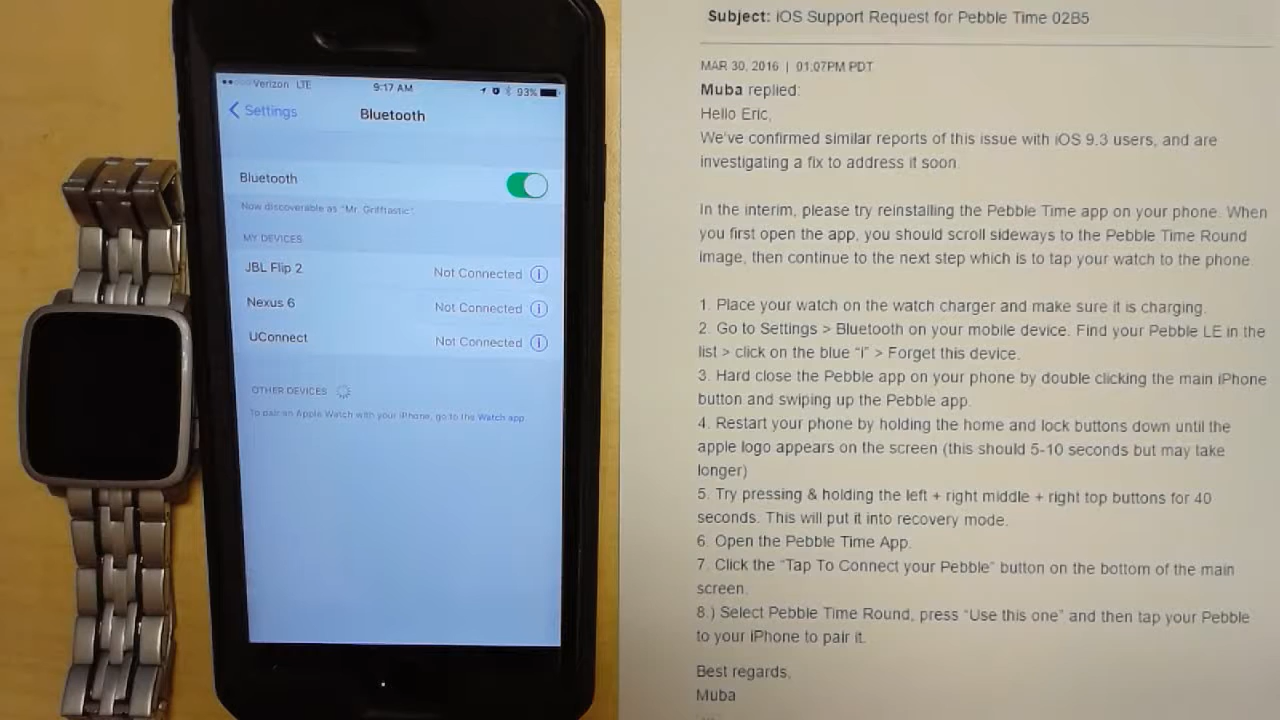 Verizon LTE 9:17 AM 93%
Settings Bluetooth
Bluetooth
Now discoverable as "Mr. Grifftastic".
MY DEVICES
JBL Flip 2 Not Connected
Nexus 6 Not Connected
UConnect Not Connected
OTHER DEVICES
To pair an Apple Watch with your iPhone, go to the Watch app
Subject: iOS Support Request for Pebble Time 02B5
MAR 30, 2016 | 01:07PM PDT
Muba replied:
Hello Eric,
We've confirmed similar reports of this issue with iOS 9.3 users, and are
investigating a fix to address it soon.
In the interim, please try reinstalling the Pebble Time app on your phone. When
you first open the app, you should scroll sideways to the Pebble Time Round
image, then continue to the next step which is to tap your watch to the phone.
1. Place your watch on the watch charger and make sure it is charging.
2. Go to Settings > Bluetooth on your mobile device. Find your Pebble LE in the
list > click on the blue "i" > Forget this device.
3. Hard close the Pebble app on your phone by double clicking the main iPhone
button and swiping up the Pebble app.
4. Restart your phone by holding the home and lock buttons down until the
apple logo appears on the screen (this should 5-10 seconds but may take
longer)
5. Try pressing & holding the left + right middle + right top buttons for 40
seconds. This will put it into recovery mode.
6. Open the Pebble Time App.
7. Click the "Tap To Connect your Pebble" button on the bottom of the main
screen.
8.) Select Pebble Time Round, press "Use this one" and then tap your Pebble
to your iPhone to pair it.
Best regards,
Muba